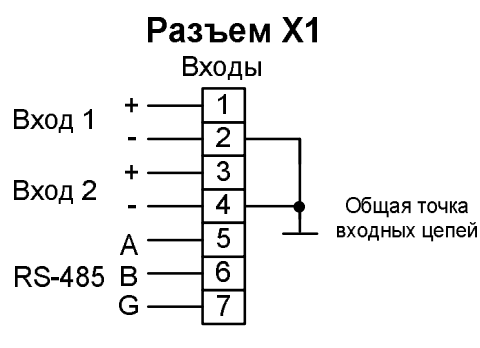 Разъем X1
Входы
Вход 1 + 1
- 2
Вход 2 + 3
- 4
A 5
RS-485 B 6
G 7
Общая точка
входных цепей